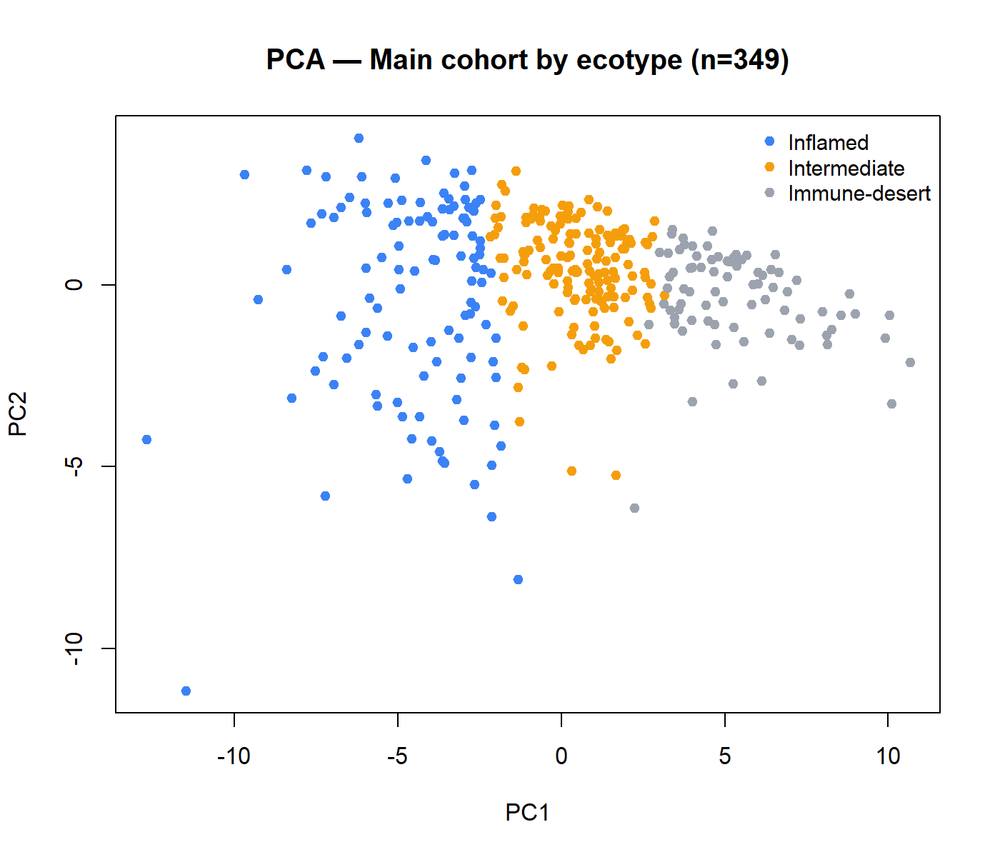 PCA — Main cohort by ecotype (n=349)
Inflamed
Intermediate
Immune-desert
0
-5
-10
PC2
-10
-5
0
5
10
PC1